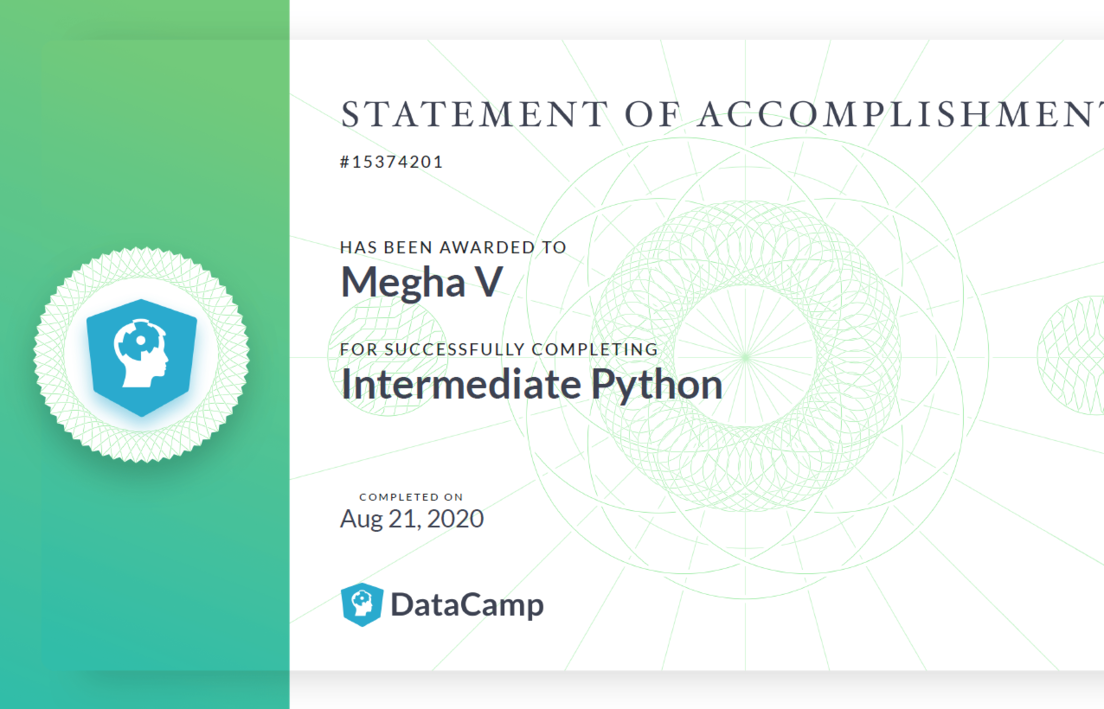 STATEMENT OF ACCOMPLISHMENT
#15374201
HAS BEEN AWARDED TO
Megha V
FOR SUCCESSFULLY COMPLETING
Intermediate Python
COMPLETED ON
Aug 21, 2020
DataCamp